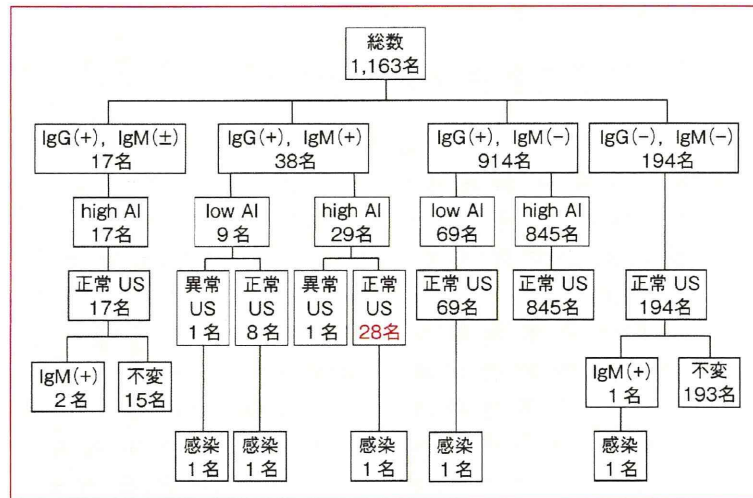 総数
1,163名
IgG(+), IgM(±)
17名
IgG(+), IgM(+)
38名
IgG(+), IgM(−)
914名
IgG(−), IgM(−)
194名
high AI
17名
low AI
9名
high AI
29名
low AI
69名
high AI
845名
正常 US
17名
異常
US
1名
正常
US
8名
異常
US
1名
正常
US
28名
正常 US
69名
正常 US
845名
正常 US
194名
IgM(+)
2名
不変
15名
IgM(+)
1名
不変
193名
感染
1名
感染
1名
感染
1名
感染
1名
感染
1名